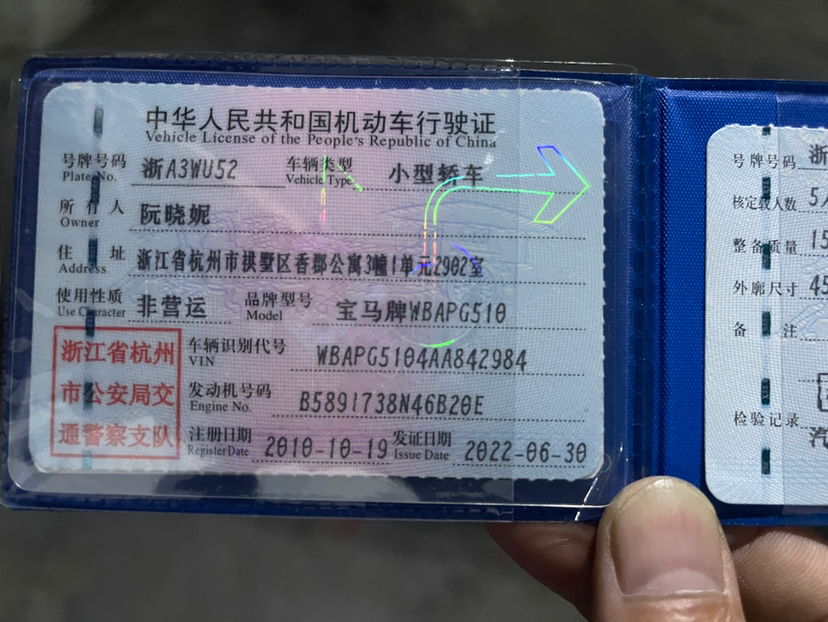 中华人民共和国机动车行驶证
Vehicle License of the People's Republic of China
号牌号码 浙A3WU52 车辆类型 小型轿车
Plate No. Vehicle Type
所有人 阮晓妮
Owner
住址 浙江省杭州市拱墅区香郡公寓3幢1单元2902室
Address
使用性质 非营运 品牌型号 宝马牌WBAPG510
Use Character Model
浙江省杭州
市公安局交
通警察支队
车辆识别代号 WBAPG5104AA842984
VIN
发动机号码 B5891738N46B20E
Engine No.
注册日期 2010-10-19 发证日期 2022-06-30
Register Date Issue Date
号牌号码 浙
核定载人数 5
整备质量 15
外廓尺寸 45
备注
检验记录
汽